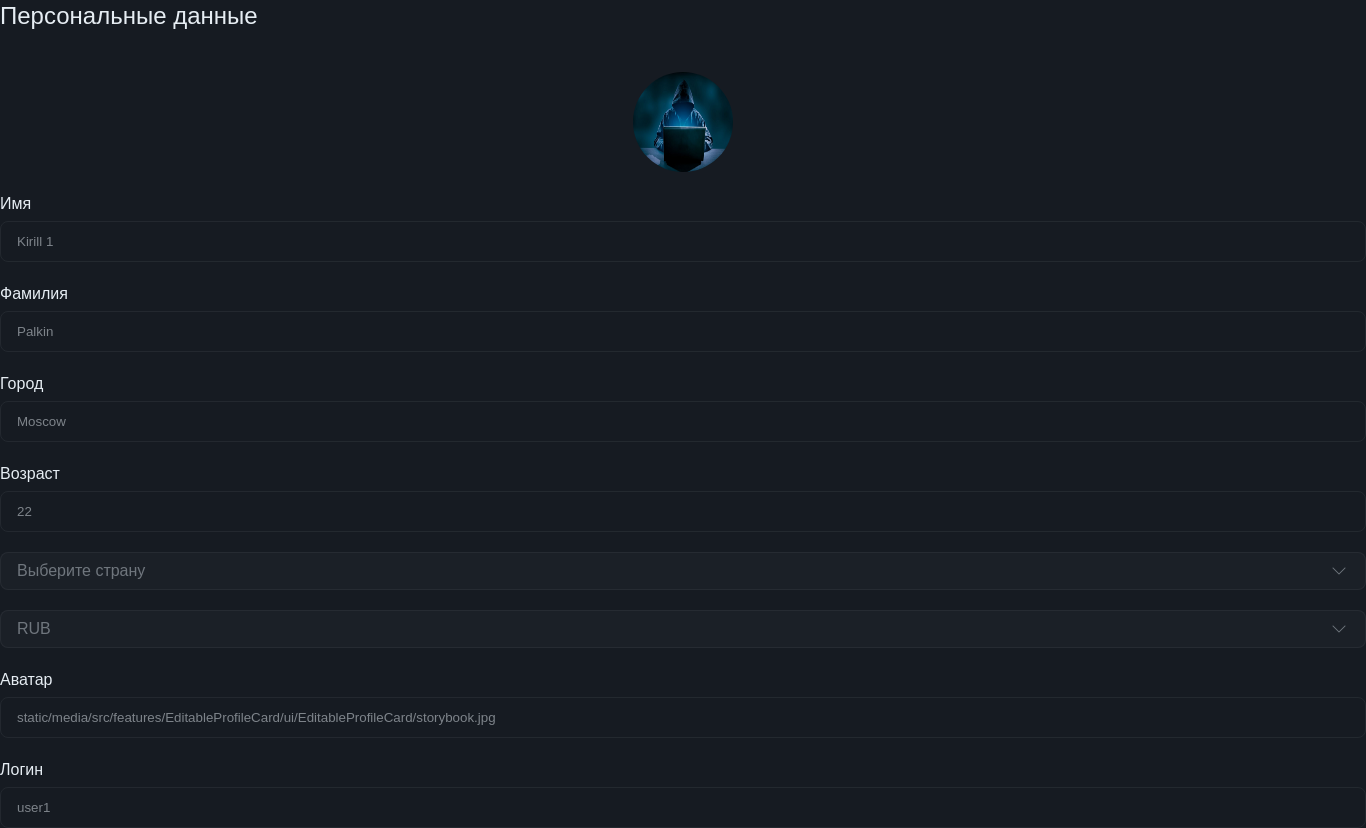 Персональные данные
Имя
Kirill 1
Фамилия
Palkin
Город
Moscow
Возраст
22
Выберите страну
RUB
Аватар
static/media/src/features/EditableProfileCard/ui/EditableProfileCard/storybook.jpg
Логин
user1